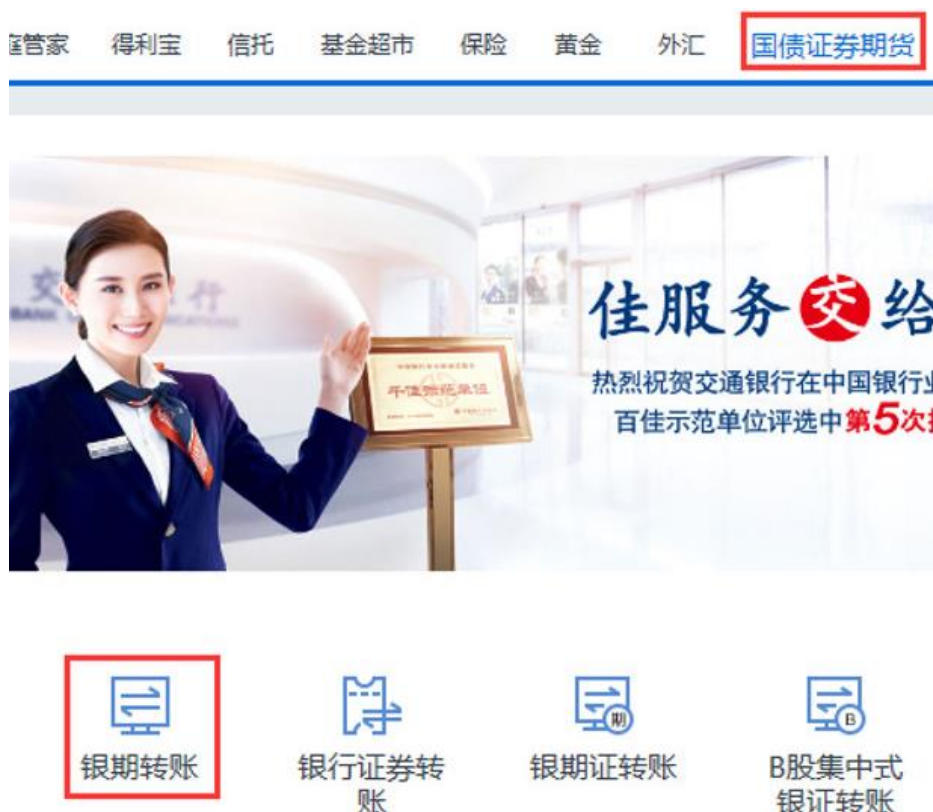 庭管家 得利宝 信托 基金超市 保险 黄金 外汇 国债证券期货
佳服务交给
热烈祝贺交通银行在中国银行业
百佳示范单位评选中第5次
银期转账 银行证券转账 银期证转账 B股集中式银证转账
期
B